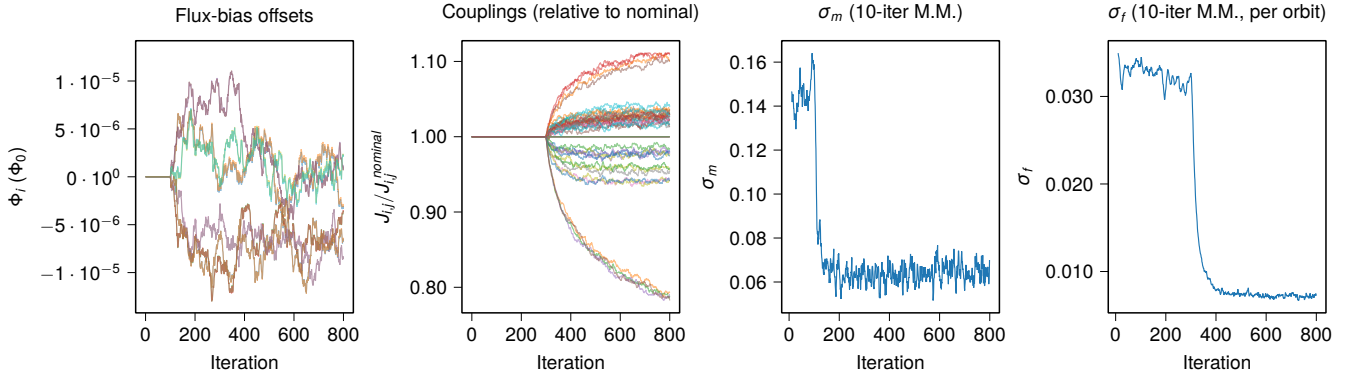 Flux-bias offsets
Couplings (relative to nominal)
σ_m (10-iter M.M.)
σ_f (10-iter M.M., per orbit)
Φ_i (Φ_0)
1 · 10^−5
5 · 10^−6
0 · 10^0
−5 · 10^−6
−1 · 10^−5
0 200 400 600 800
Iteration
J_i,j / J_i,j^nominal
1.10
1.00
0.90
0.80
0 200 400 600 800
Iteration
σ_m
0.16
0.14
0.12
0.10
0.08
0.06
0 200 400 600 800
Iteration
σ_f
0.030
0.020
0.010
0 200 400 600 800
Iteration